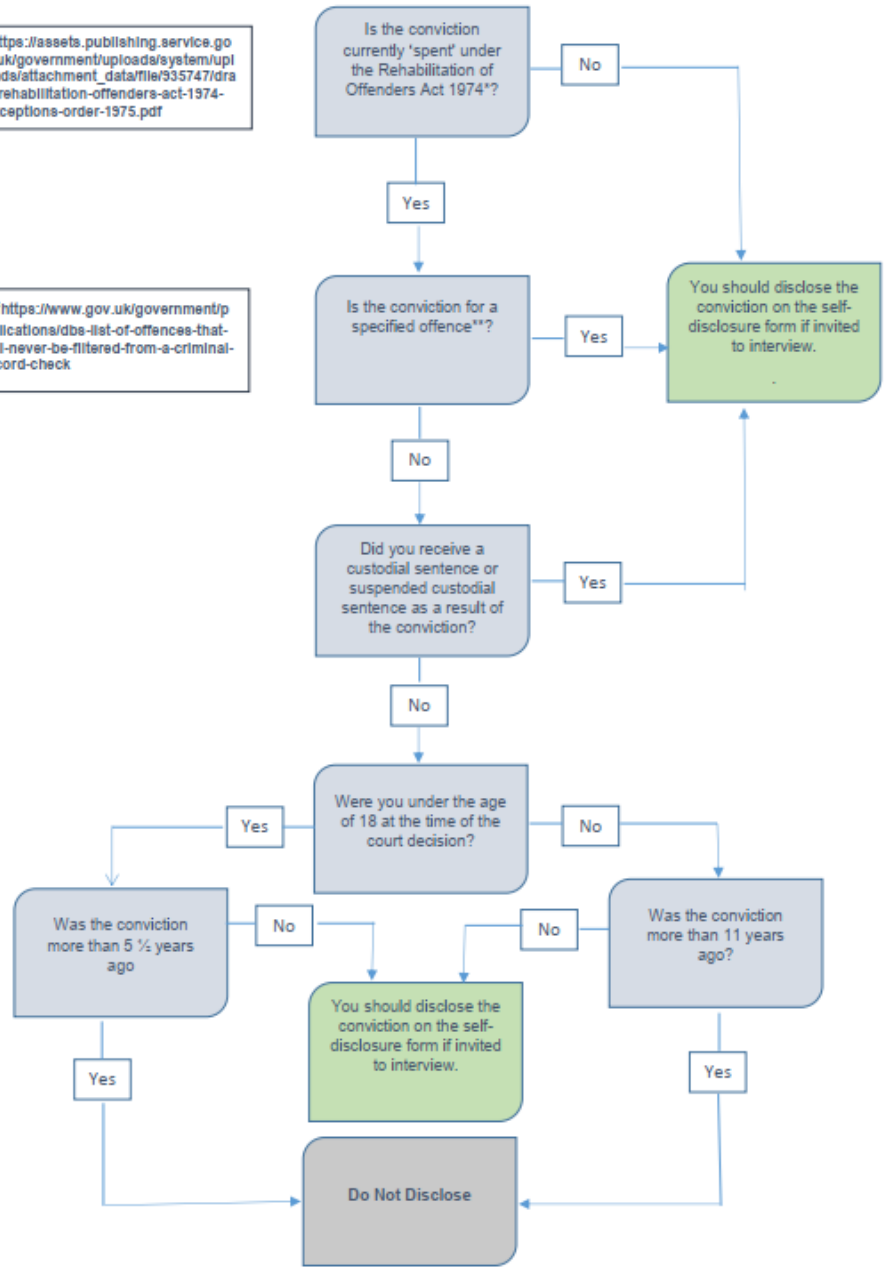 ttps://assets.publishing.service.go
uk/government/uploads/system/upl
ds/attachment_data/file/935747/dra
rehabilitation-offenders-act-1974-
ceptions-order-1975.pdf
Is the conviction
currently 'spent' under
the Rehabilitation of
Offenders Act 1974*?
No
Yes
https://www.gov.uk/government/p
lications/dbs-list-of-offences-that-
l-never-be-filtered-from-a-criminal-
cord-check
Is the conviction for a
specified offence**?
Yes
You should disclose the
conviction on the self-
disclosure form if invited
to interview.
.
No
Did you receive a
custodial sentence or
suspended custodial
sentence as a result of
the conviction?
Yes
No
Were you under the age
of 18 at the time of the
court decision?
Yes
No
Was the conviction
more than 5 ½ years
ago
No
No
Was the conviction
more than 11 years
ago?
You should disclose the
conviction on the self-
disclosure form if invited
to interview.
Yes
Yes
Do Not Disclose